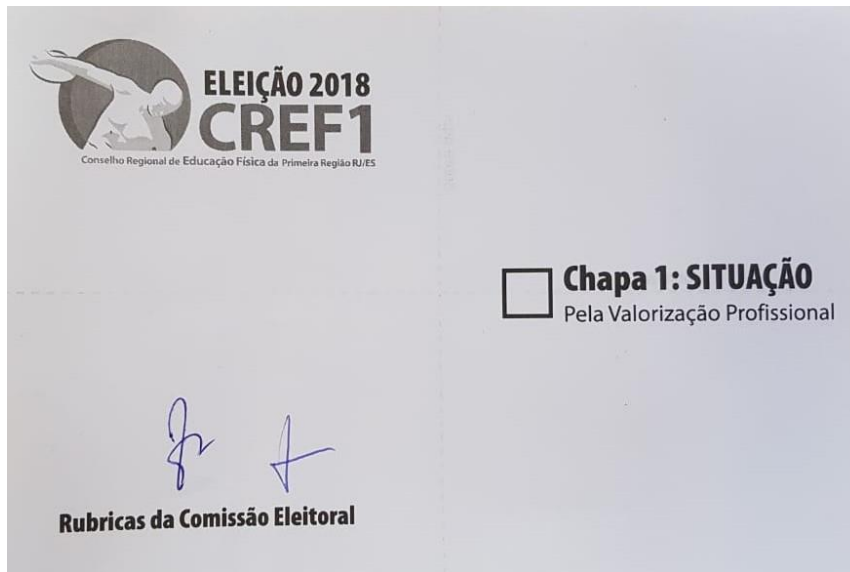 ELEIÇÃO 2018
CREF1
Conselho Regional de Educação Física da Primeira Região RJ/ES
Chapa 1: SITUAÇÃO
Pela Valorização Profissional
Rubricas da Comissão Eleitoral